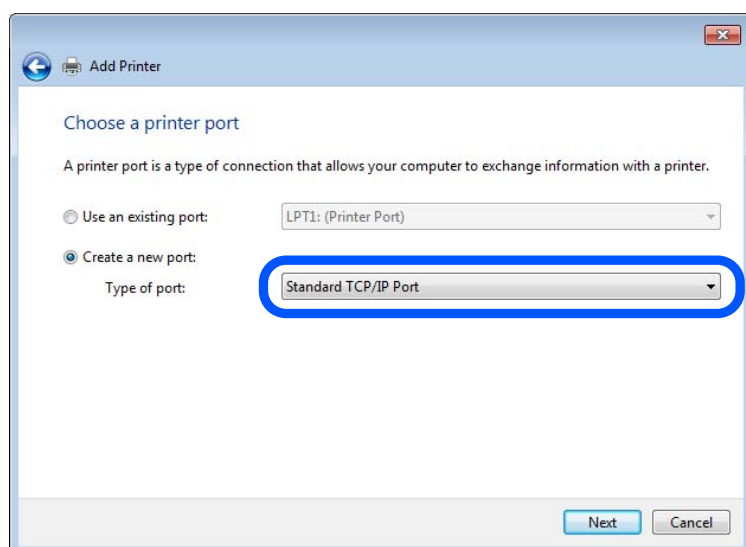 Add Printer
Choose a printer port
A printer port is a type of connection that allows your computer to exchange information with a printer.
Use an existing port: LPT1: (Printer Port)
Create a new port:
Type of port: Standard TCP/IP Port
Next Cancel